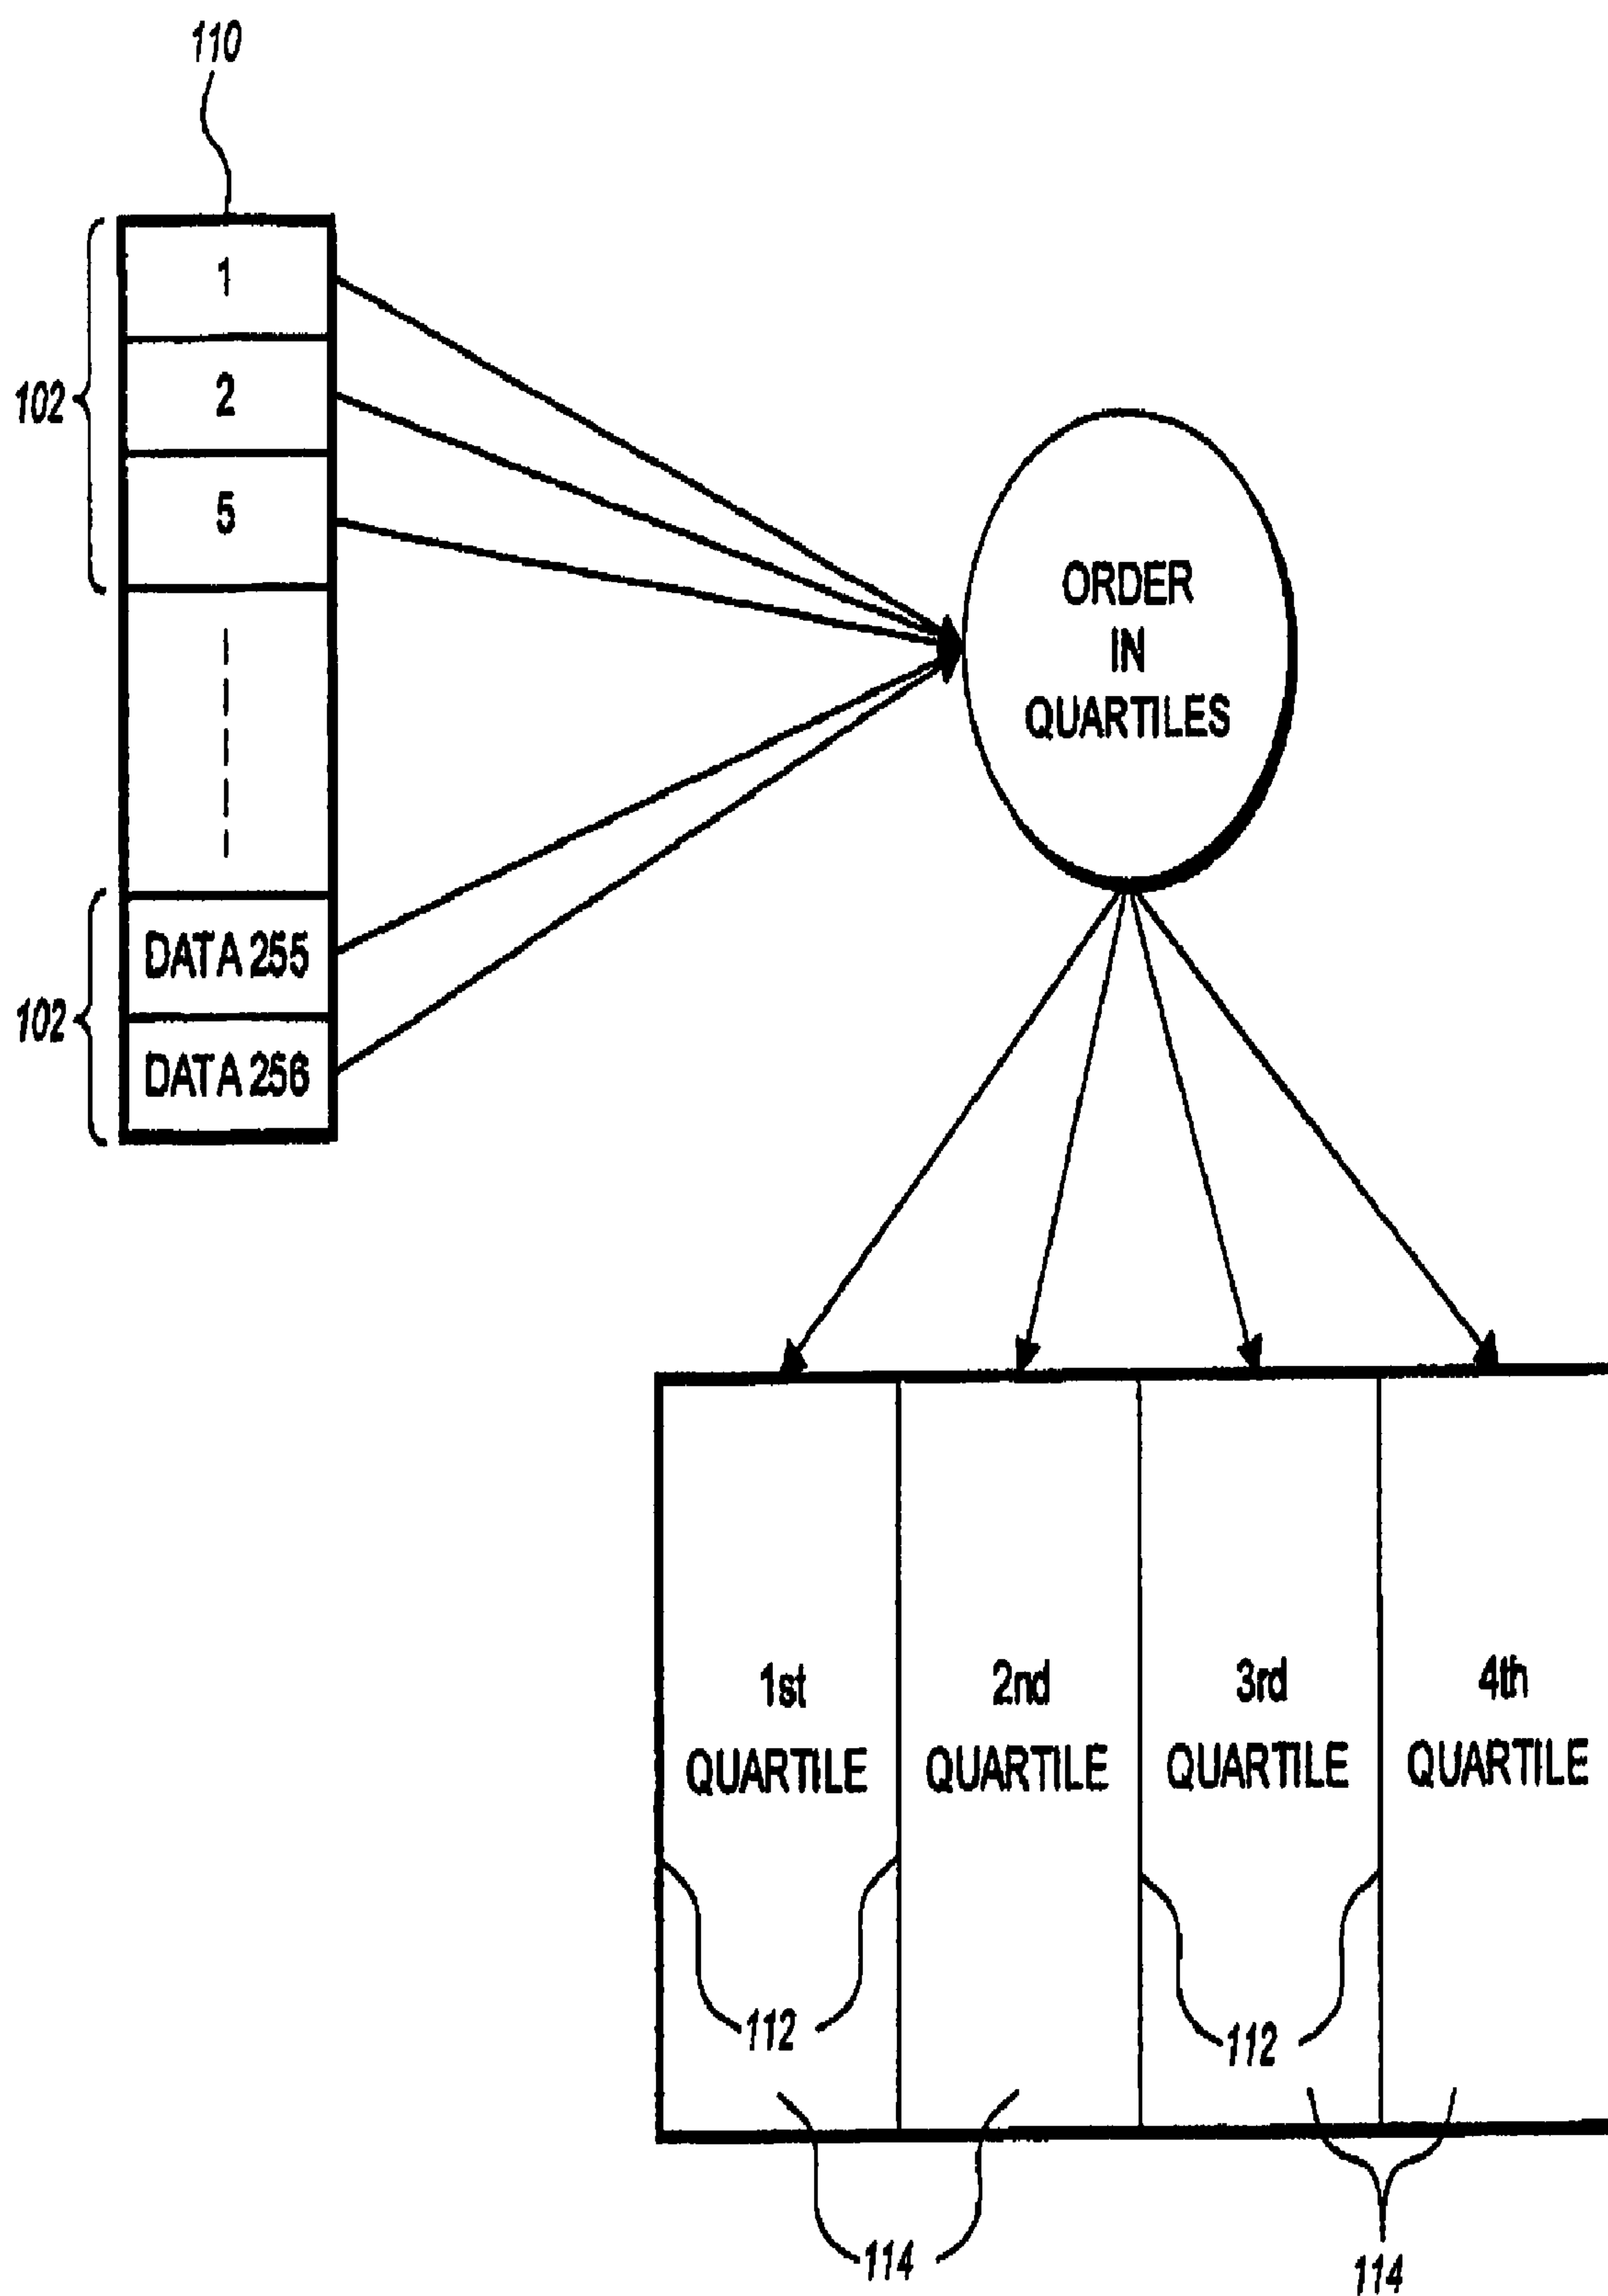 110
1
102
2
5
ORDER
IN
QUARTILES
DATA 255
102
DATA 256
1st
QUARTILE
2nd
QUARTILE
3rd
QUARTILE
4th
QUARTILE
112
112
114
114